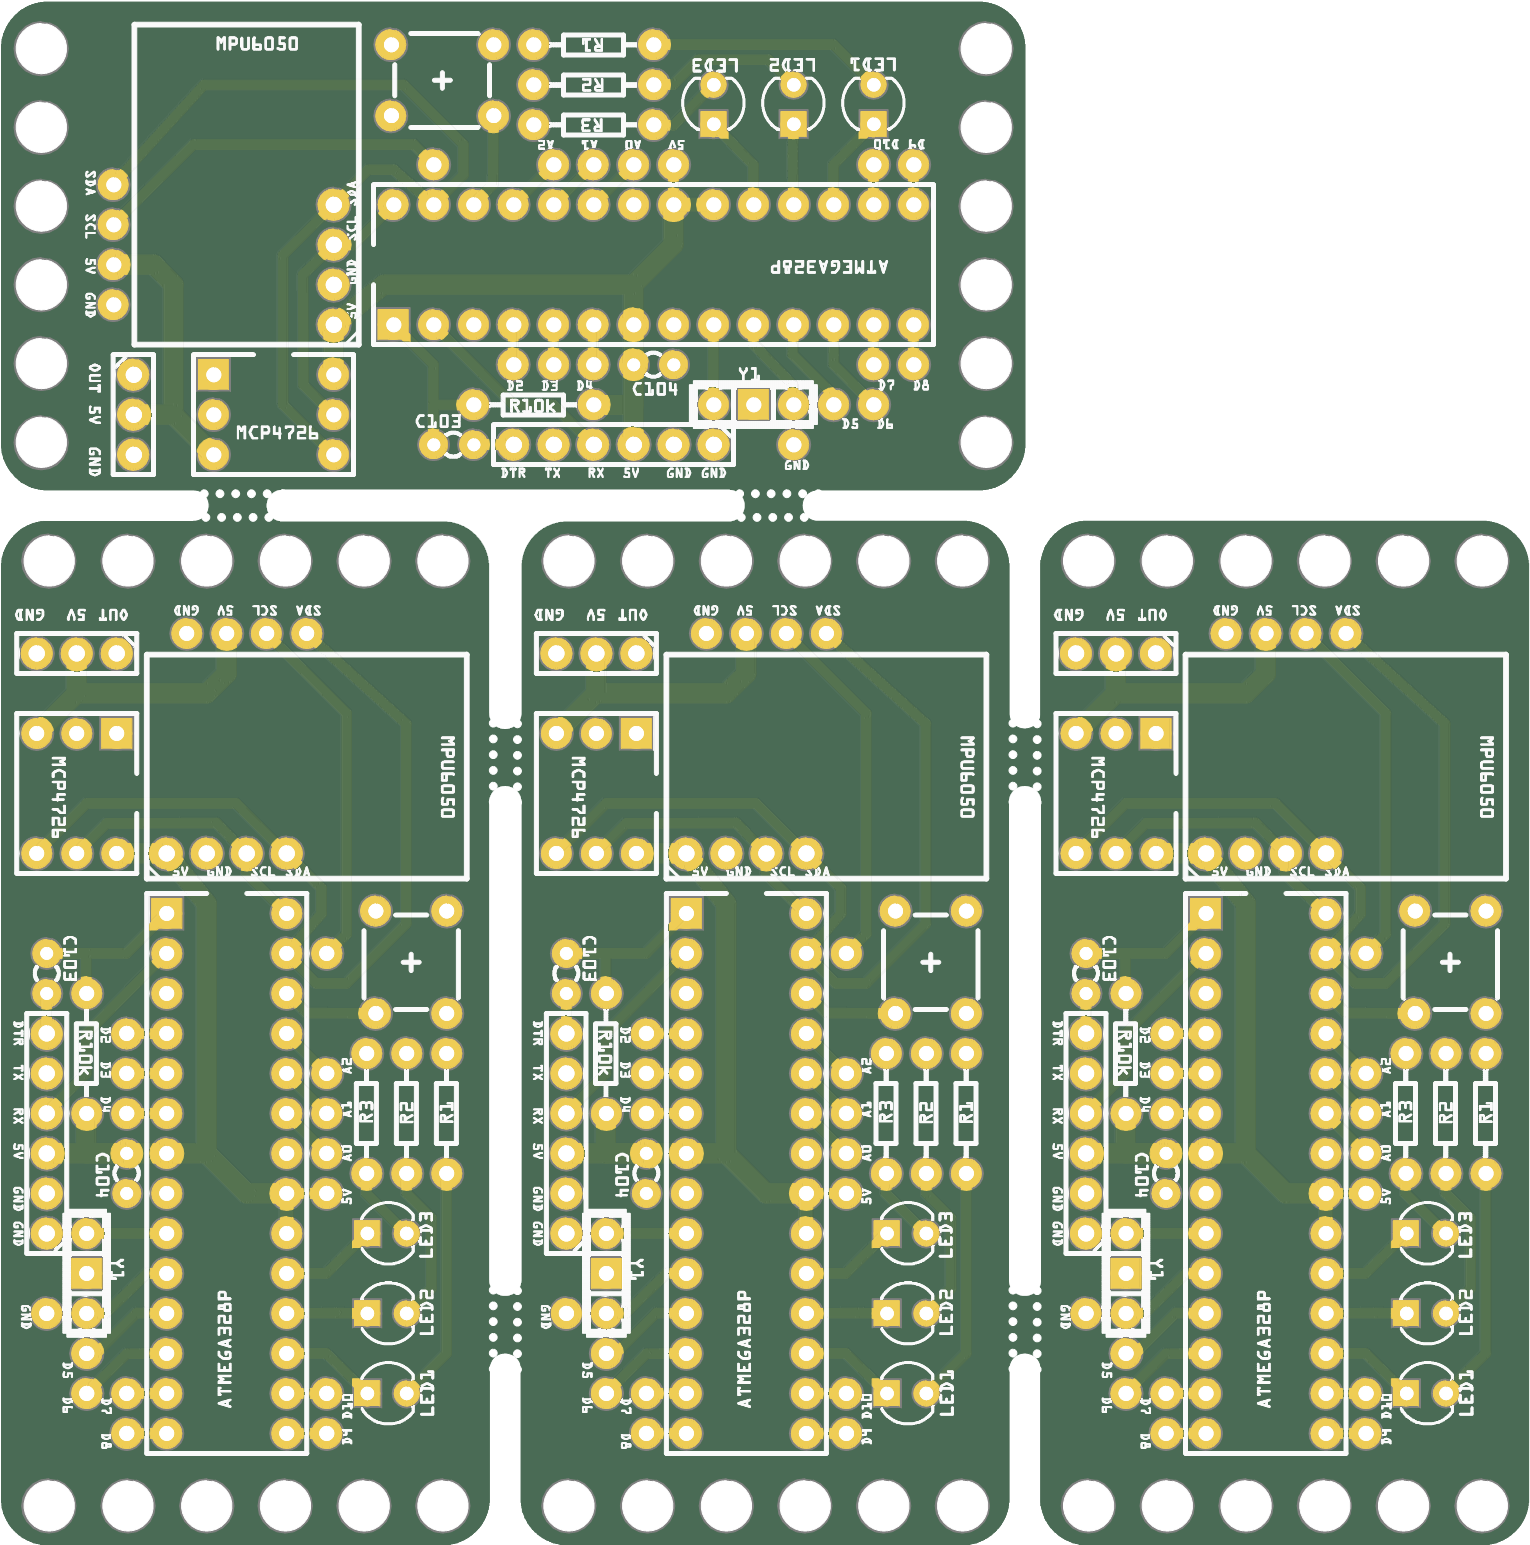 MPU6050
R1
R2
R3
LED3
LED2
LED1
A2
A1
A0
5V
D10
D9
SDA
SCL
5V
GND
SDA
SCL
GND
5V
ATMEGA328P
OUT
5V
GND
MCP4726
D2
D3
D4
C104
Y1
D7
D8
C103
R10k
D5
D6
DTR
TX
RX
5V
GND
GND
GND
GND
5V
OUT
GND
5V
SCL
SDA
MPU6050
MCP4726
5V
GND
SCL
SDA
C103
DTR
TX
RX
5V
GND
GND
R10k
D2
D3
D4
C104
Y1
GND
D5
D6
D7
D8
ATMEGA328P
A2
A1
A0
5V
R3
R2
R1
LED3
LED2
LED1
D10
D9
GND
5V
OUT
GND
5V
SCL
SDA
MPU6050
MCP4726
5V
GND
SCL
SDA
C103
DTR
TX
RX
5V
GND
GND
R10k
D2
D3
D4
C104
Y1
GND
D5
D6
D7
D8
ATMEGA328P
A2
A1
A0
5V
R3
R2
R1
LED3
LED2
LED1
D10
D9
GND
5V
OUT
GND
5V
SCL
SDA
MPU6050
MCP4726
5V
GND
SCL
SDA
C103
DTR
TX
RX
5V
GND
GND
R10k
D2
D3
D4
C104
Y1
GND
D5
D6
D7
D8
ATMEGA328P
A2
A1
A0
5V
R3
R2
R1
LED3
LED2
LED1
D10
D9